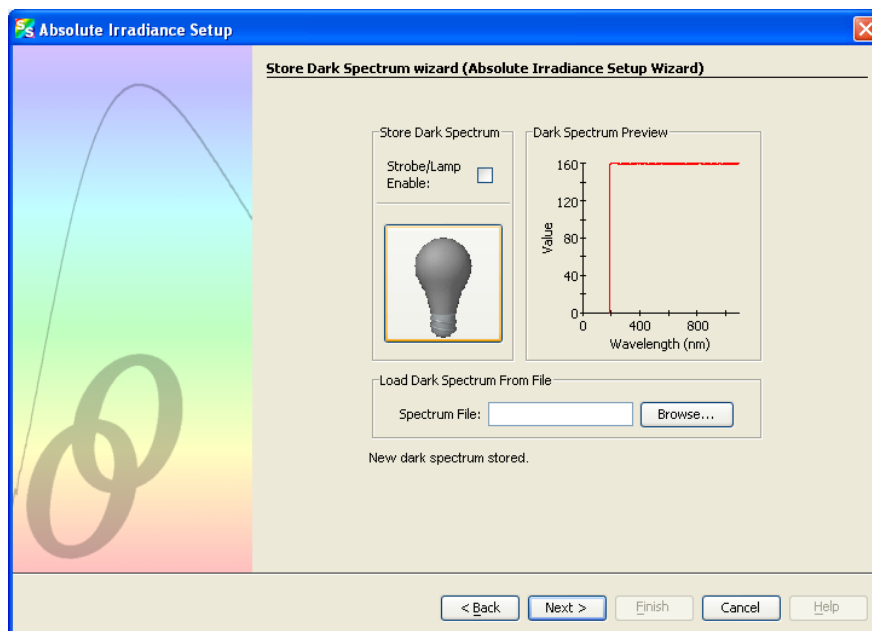 Absolute Irradiance Setup
Store Dark Spectrum wizard (Absolute Irradiance Setup Wizard)
Store Dark Spectrum
Strobe/Lamp
Enable:
Dark Spectrum Preview
160
120
80
40
0
Value
0 400 800
Wavelength (nm)
Load Dark Spectrum From File
Spectrum File: Browse...
New dark spectrum stored.
< Back Next > Finish Cancel Help